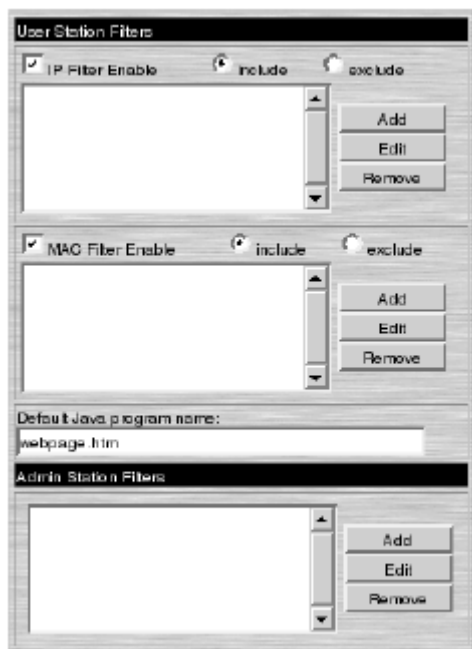 User Station Filters
IP Filter Enable include exclude
Add
Edit
Remove
MAC Filter Enable include exclude
Add
Edit
Remove
Default Java program name:
webpage.htm
Admin Station Filters
Add
Edit
Remove